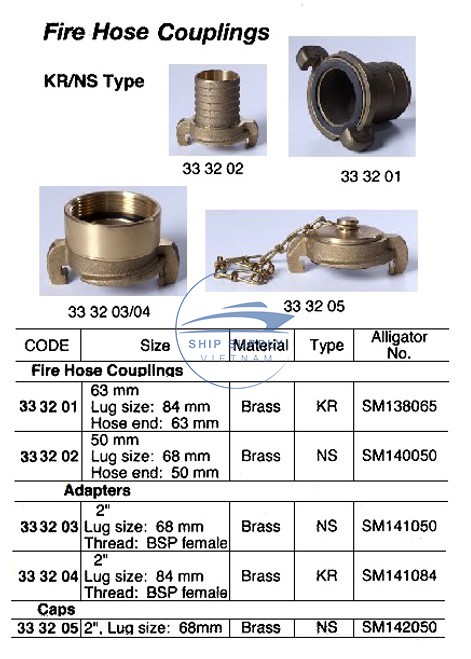 Fire Hose Couplings
KR/NS Type
33 32 02
33 32 01
33 32 03/04
33 32 05
SHIP SUPPLY
VIETNAM
CODE Size Material Type Alligator No.
Fire Hose Couplings
33 32 01 63 mm Brass KR SM138065
Lug size: 84 mm
Hose end: 63 mm
33 32 02 50 mm Brass NS SM140050
Lug size: 68 mm
Hose end: 50 mm
Adapters
33 32 03 2" Brass NS SM141050
Lug size: 68 mm
Thread: BSP female
33 32 04 2" Brass KR SM141084
Lug size: 84 mm
Thread: BSP female
Caps
33 32 05 2", Lug size: 68mm Brass NS SM142050